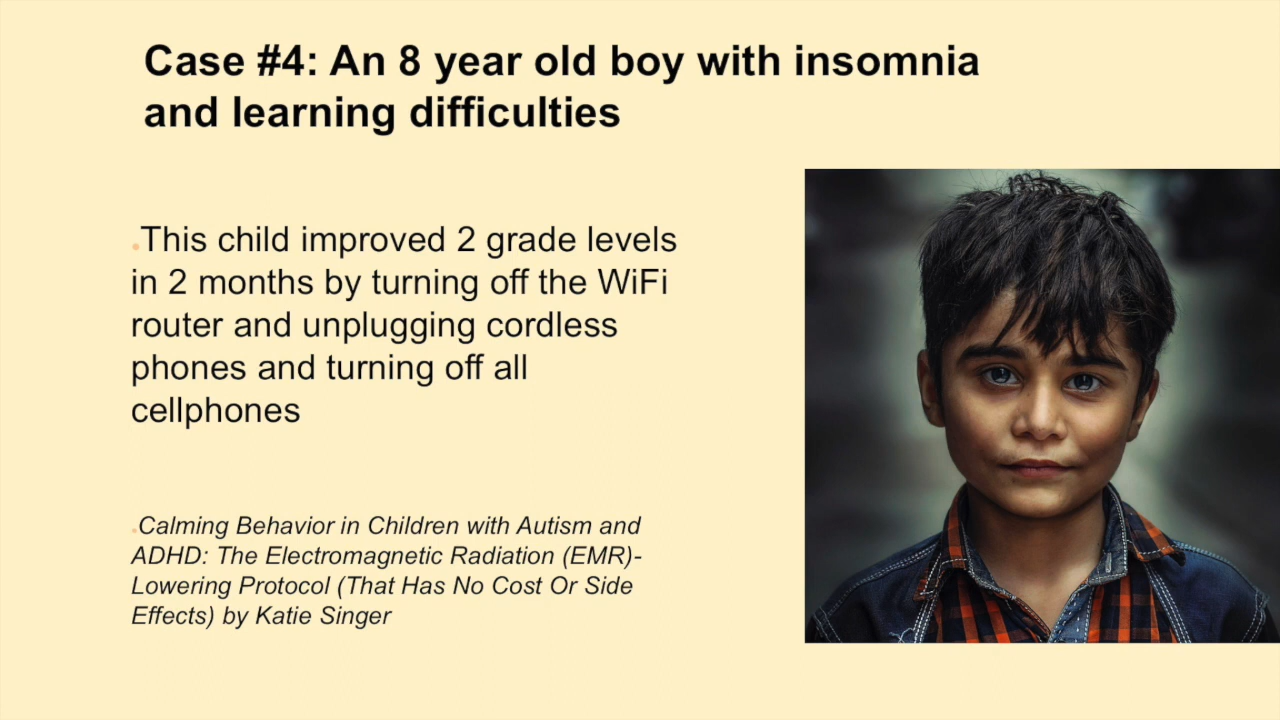 Case #4: An 8 year old boy with insomnia
and learning difficulties
.This child improved 2 grade levels
in 2 months by turning off the WiFi
router and unplugging cordless
phones and turning off all
cellphones
.Calming Behavior in Children with Autism and
ADHD: The Electromagnetic Radiation (EMR)-
Lowering Protocol (That Has No Cost Or Side
Effects) by Katie Singer